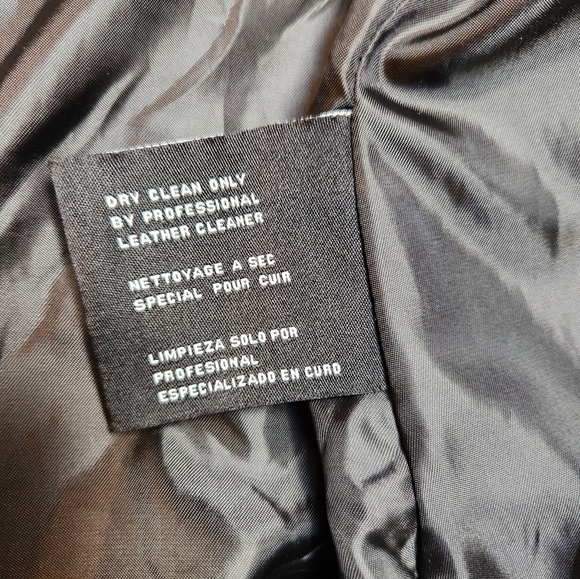 DRY CLEAN ONLY
BY PROFESSIONAL
LEATHER CLEANER
NETTOYAGE A SEC
SPECIAL POUR CUIR
LIMPIEZA SOLO POR
PROFESIONAL
ESPECIALIZADO EN CURO